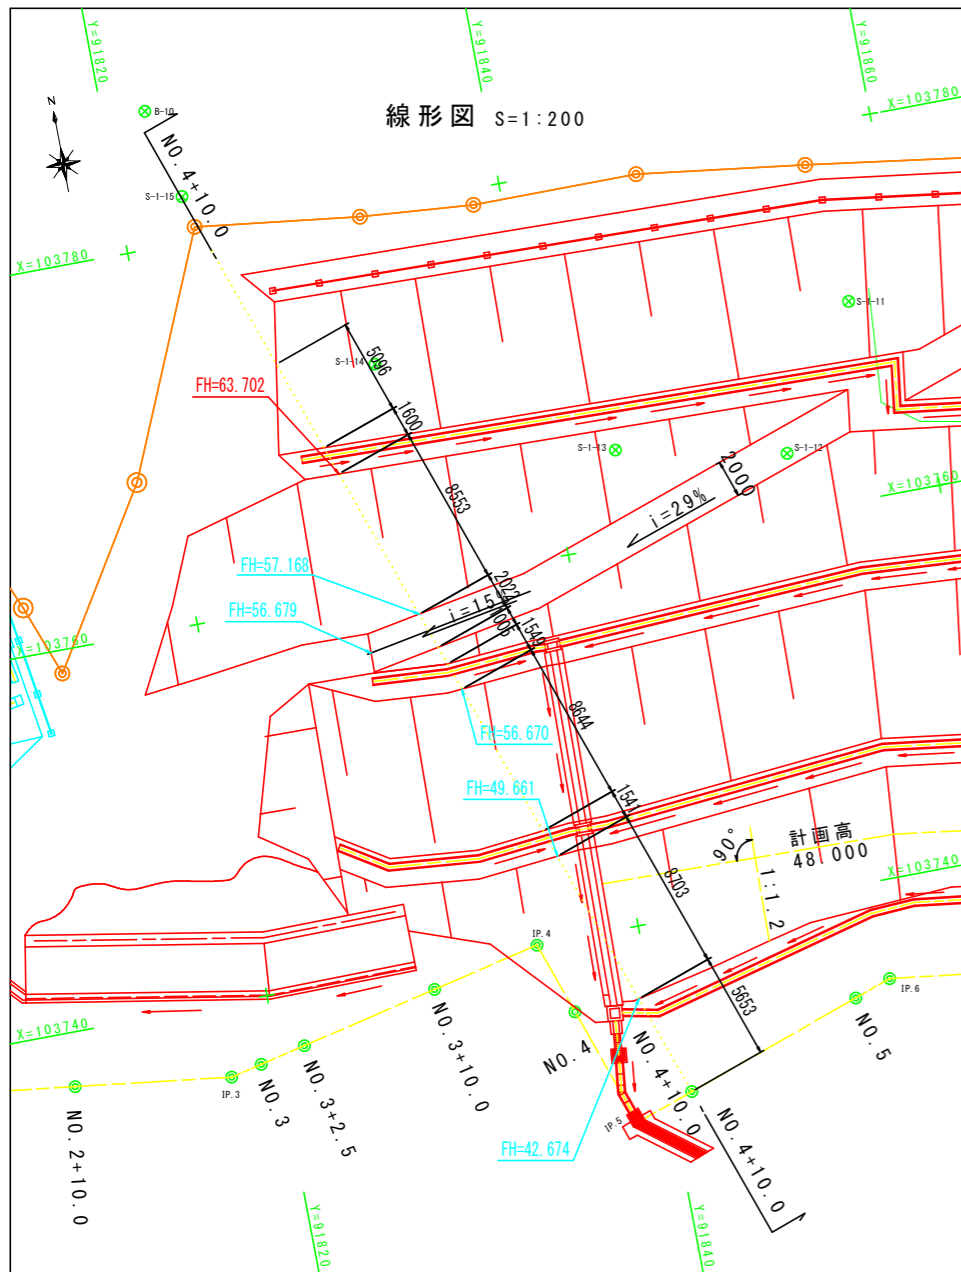 Y=91820
Y=91840
Y=91860
X=103780
N
B-10
線形図 S=1:200
NO.4+10.0
S-1-15
X=103780
S-1-11
S-1-14
5096
FH=63.702
1600
S-1-13
S-1-12
2000
X=103760
8553
i=29%
FH=57.168
FH=56.679
i=15%
1549
X=103760
8644
FH=56.670
FH=49.661
1541
計画高
48 000
90°
X=103740
8703
1:1.2
IP.4
IP.6
5653
X=103740
NO.3+10.0
NO.4
NO.5
NO.4+10.0
IP.3
NO.3
NO.3+2.5
NO.2+10.0
IP.5
FH=42.674
NO.4+10.0
Y=91820
Y=91840